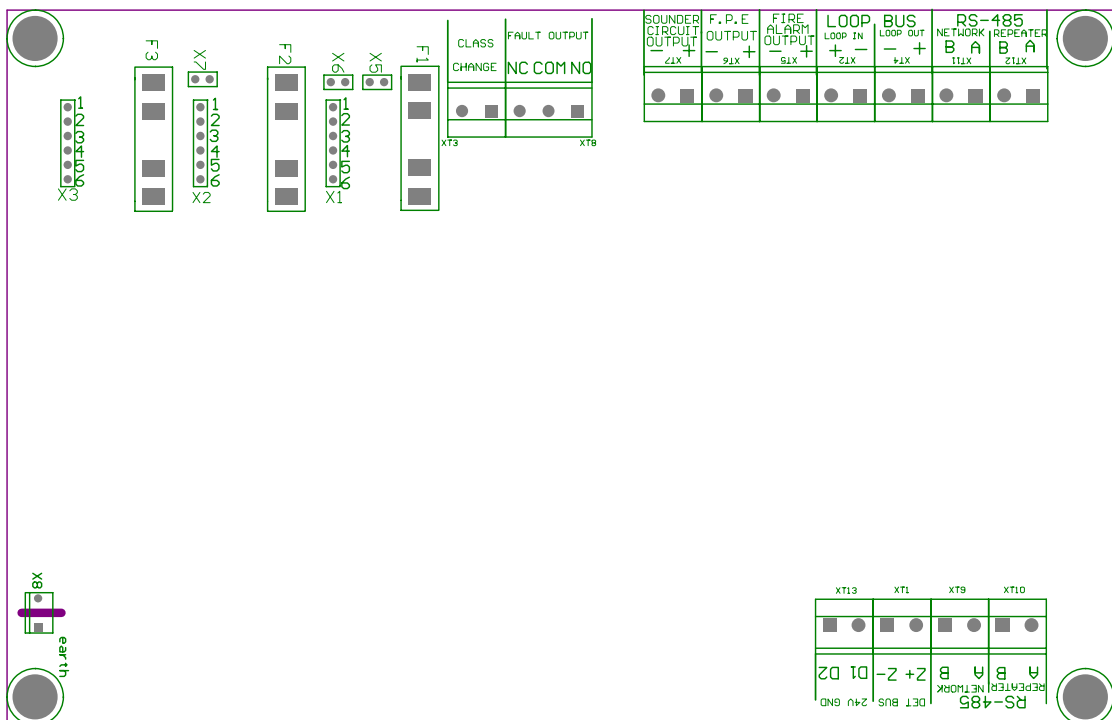 SOUNDER
CIRCUIT
OUTPUT
- +
XT7
F.P.E
OUTPUT
- +
XT6
FIRE
ALARM
OUTPUT
- +
XT5
LOOP BUS
LOOP IN
+ -
XT2
LOOP OUT
- +
XT4
RS-485
NETWORK
B A
XT11
REPEATER
B A
XT12
CLASS
CHANGE
XT3
FAULT OUTPUT
NC COM NO
XT8
F3
X7
F2
X6
X5
F1
1
2
3
4
5
6
X3
1
2
3
4
5
6
X2
1
2
3
4
5
6
X1
X8
earth
XT13
XT1
XT9
XT10
D2 D1
24V GND
Z- Z+
DET BUS
B A
NETWORK
B A
REPEATER
RS-485